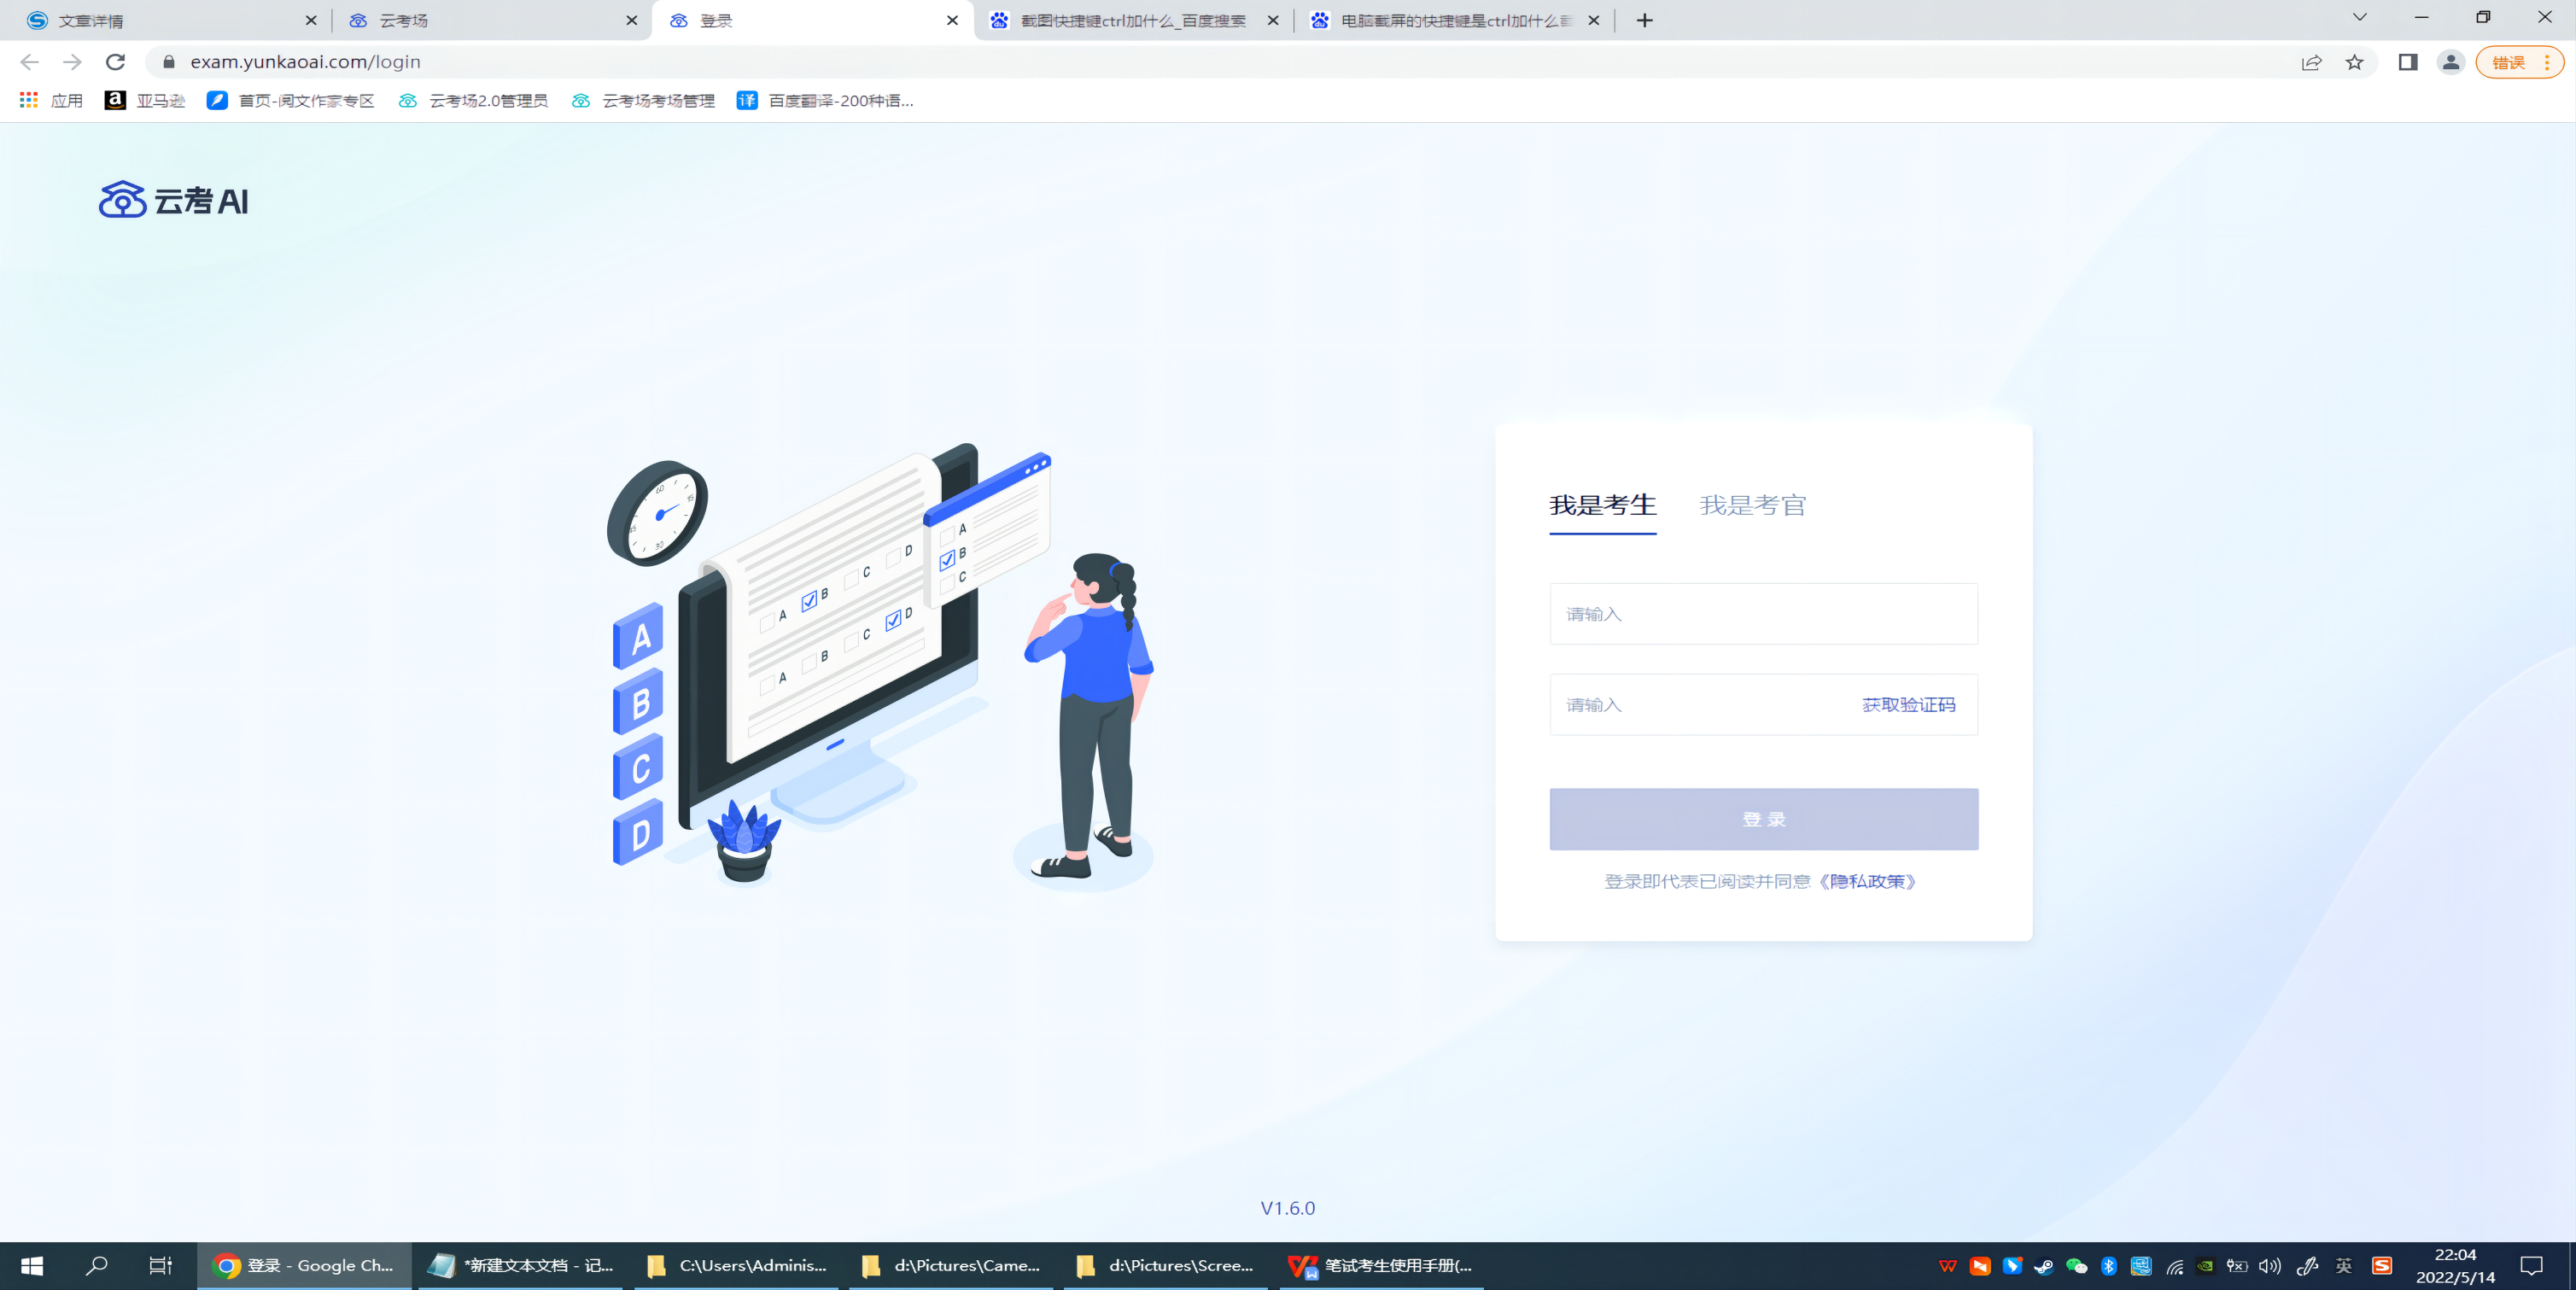 文章详情
云考场
登录
截图快捷键ctrl加什么_百度搜索
电脑截屏的快捷键是ctrl加什么
exam.yunkaoai.com/login
错误
应用
亚马逊
首页-阅文作家专区
云考场2.0管理员
云考场考场管理
译
百度翻译-200种语...
云考AI
我是考生
我是考官
请输入
请输入
获取验证码
登 录
登录即代表已阅读并同意《隐私政策》
60
15
30
A
B
C
D
A
B
C
D
A
B
C
D
A
B
C
V1.6.0
登录 - Google Ch...
*新建文本文档 - 记...
C:\Users\Adminis...
d:\Pictures\Came...
d:\Pictures\Scree...
笔试考生使用手册(...
英
22:04
2022/5/14